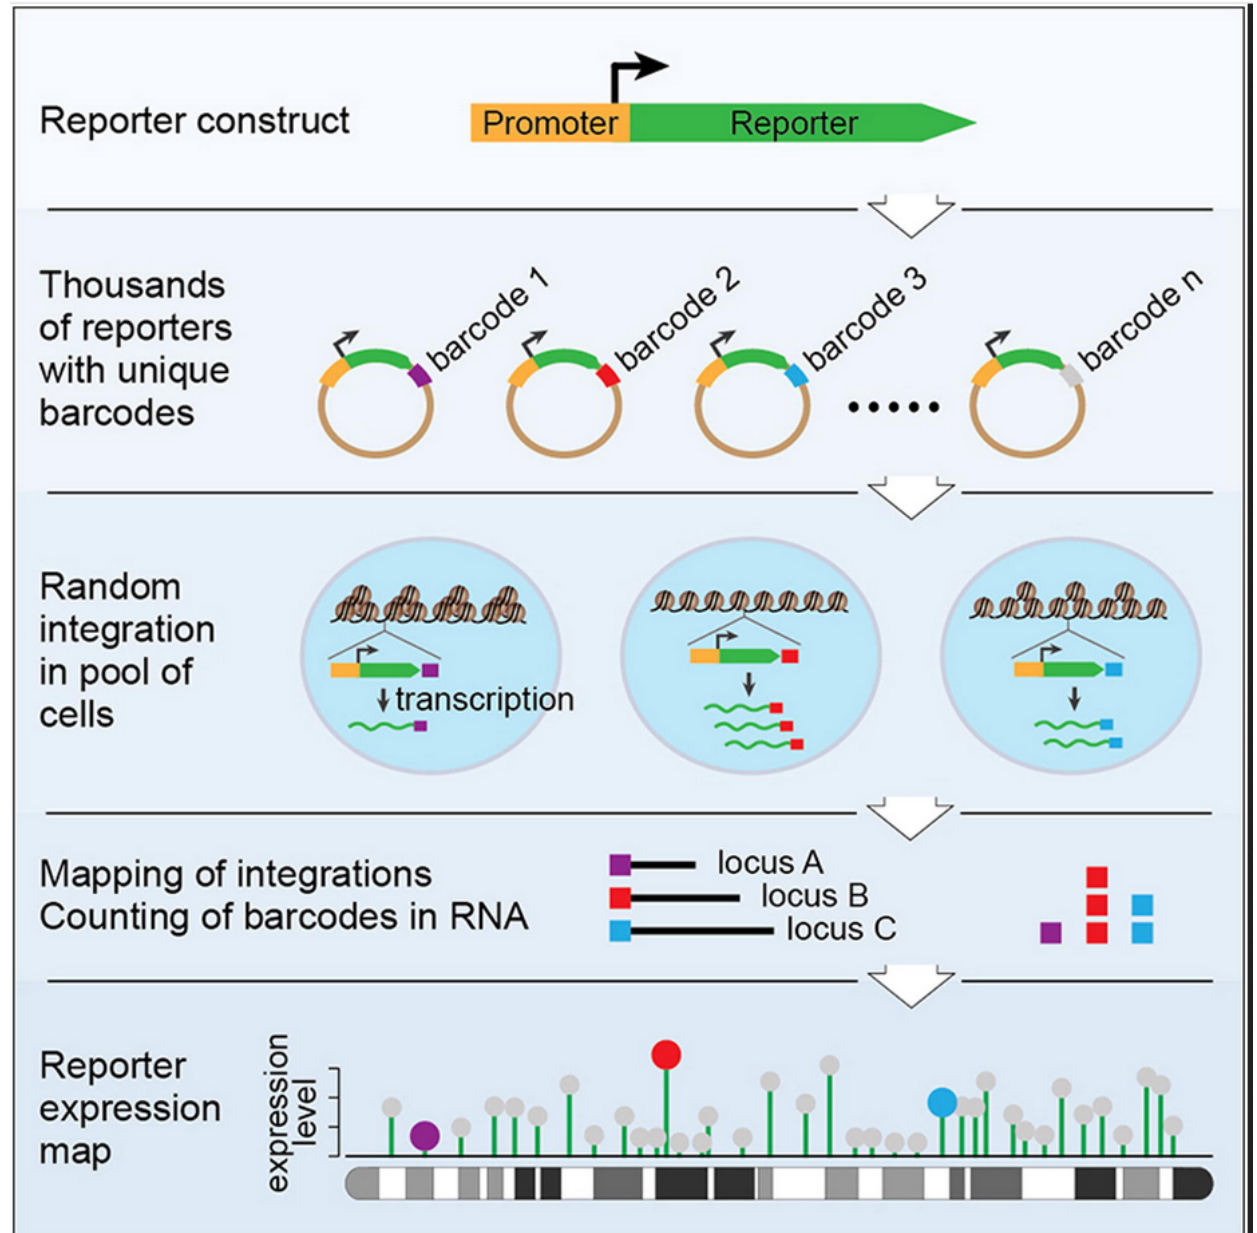 Reporter construct
Promoter
Reporter
Thousands
of reporters
with unique
barcodes
barcode 1
barcode 2
barcode 3
barcode n
Random
integration
in pool of
cells
transcription
Mapping of integrations
Counting of barcodes in RNA
locus A
locus B
locus C
Reporter
expression
map
expression
level